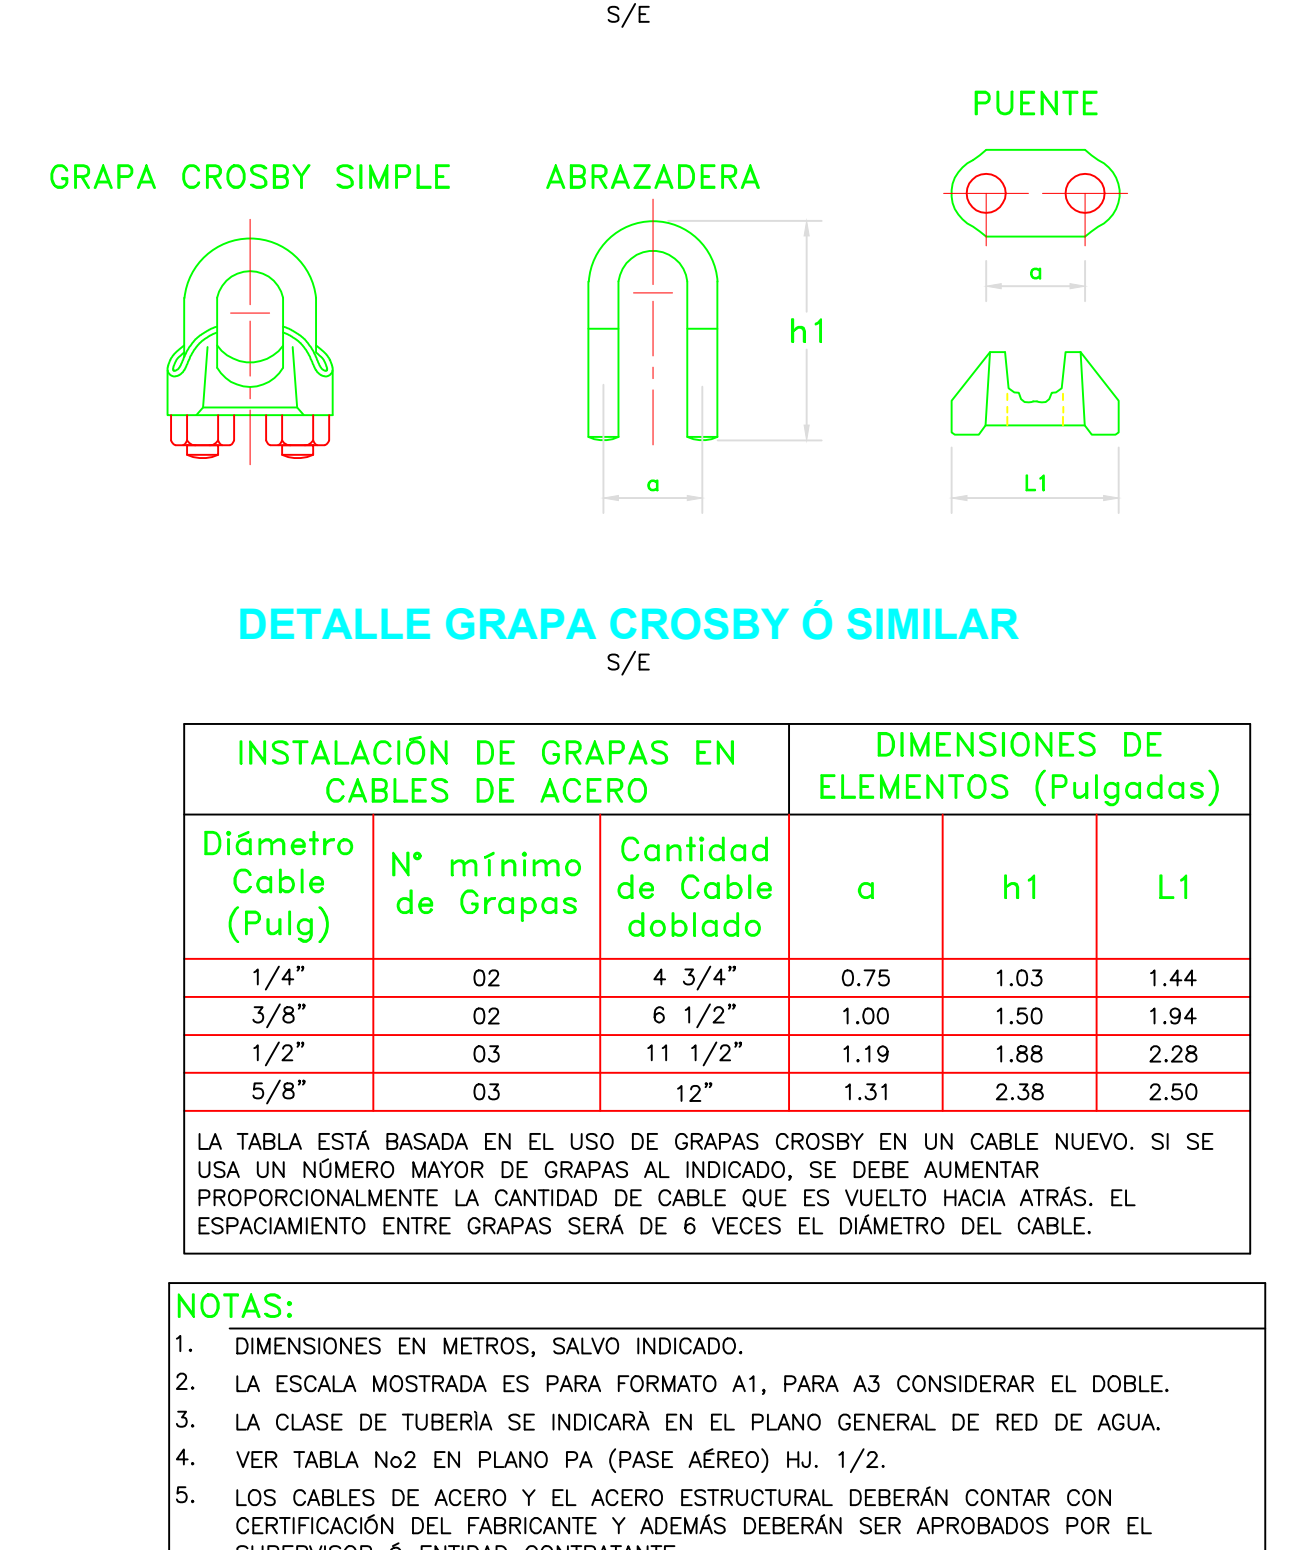 S/E
PUENTE
GRAPA CROSBY SIMPLE
ABRAZADERA
a
h1
a
L1
DETALLE GRAPA CROSBY Ó SIMILAR
S/E
INSTALACIÓN DE GRAPAS EN
CABLES DE ACERO
DIMENSIONES DE
ELEMENTOS (Pulgadas)
Diámetro
Cable
(Pulg)
N° mínimo
de Grapas
Cantidad
de Cable
doblado
a
h1
L1
1/4” 02 4 3/4” 0.75 1.03 1.44
3/8” 02 6 1/2” 1.00 1.50 1.94
1/2” 03 11 1/2” 1.19 1.88 2.28
5/8” 03 12” 1.31 2.38 2.50
LA TABLA ESTÁ BASADA EN EL USO DE GRAPAS CROSBY EN UN CABLE NUEVO. SI SE
USA UN NÚMERO MAYOR DE GRAPAS AL INDICADO, SE DEBE AUMENTAR
PROPORCIONALMENTE LA CANTIDAD DE CABLE QUE ES VUELTO HACIA ATRÁS. EL
ESPACIAMIENTO ENTRE GRAPAS SERÁ DE 6 VECES EL DIÁMETRO DEL CABLE.
NOTAS:
1. DIMENSIONES EN METROS, SALVO INDICADO.
2. LA ESCALA MOSTRADA ES PARA FORMATO A1, PARA A3 CONSIDERAR EL DOBLE.
3. LA CLASE DE TUBERÌA SE INDICARÀ EN EL PLANO GENERAL DE RED DE AGUA.
4. VER TABLA No2 EN PLANO PA (PASE AÉREO) HJ. 1/2.
5. LOS CABLES DE ACERO Y EL ACERO ESTRUCTURAL DEBERÁN CONTAR CON
CERTIFICACIÓN DEL FABRICANTE Y ADEMÁS DEBERÁN SER APROBADOS POR EL
SUPERVISOR Ó ENTIDAD CONTRATANTE